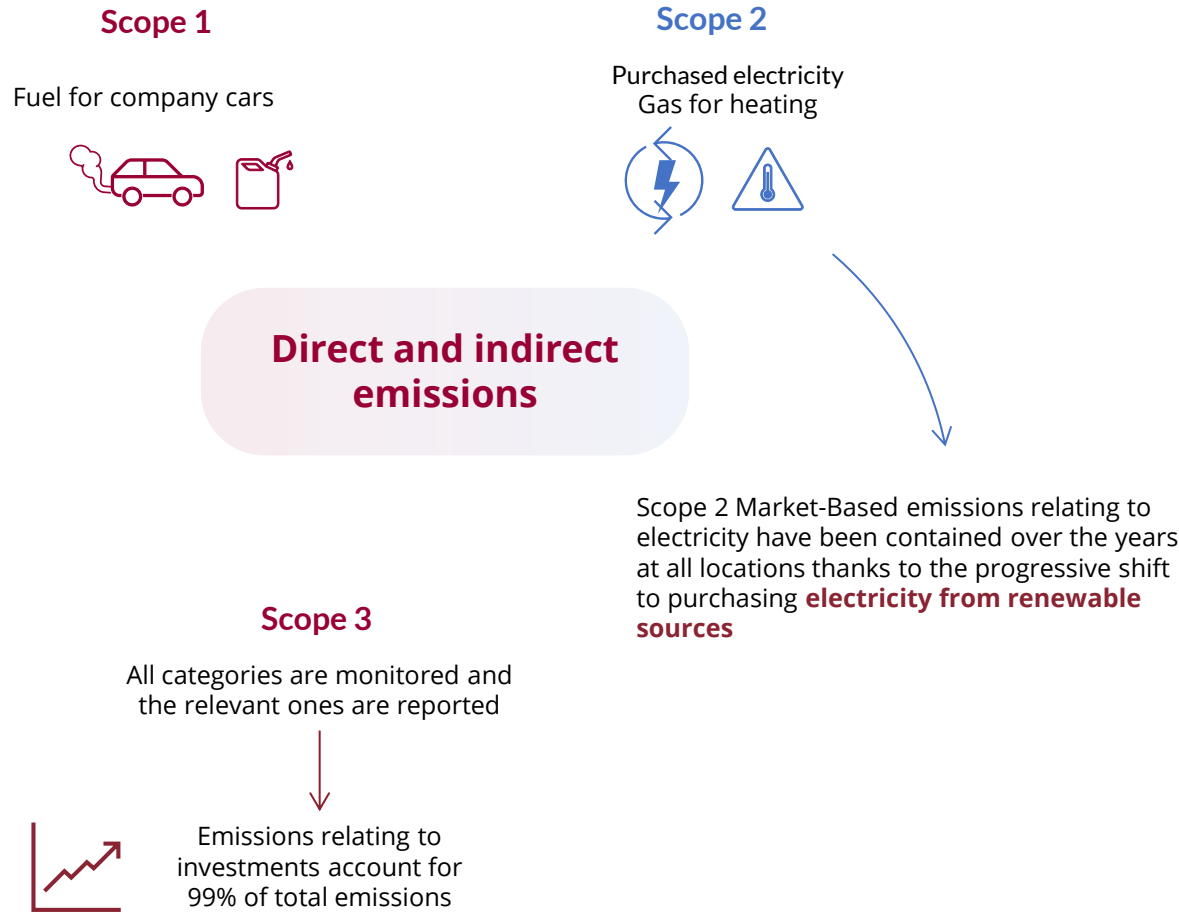 Scope 1
Fuel for company cars
Scope 2
Purchased electricity
Gas for heating
Direct and indirect
emissions
Scope 2 Market-Based emissions relating to
electricity have been contained over the years
at all locations thanks to the progressive shift
to purchasing electricity from renewable
sources
Scope 3
All categories are monitored and
the relevant ones are reported
Emissions relating to
investments account for
99% of total emissions